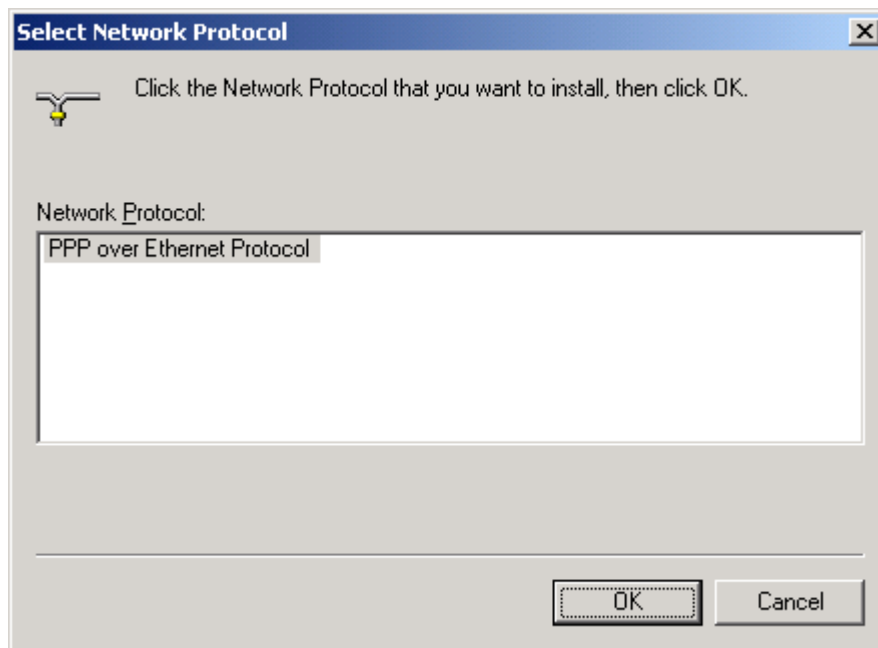 Select Network Protocol
Click the Network Protocol that you want to install, then click OK.
Network Protocol:
PPP over Ethernet Protocol
OK
Cancel